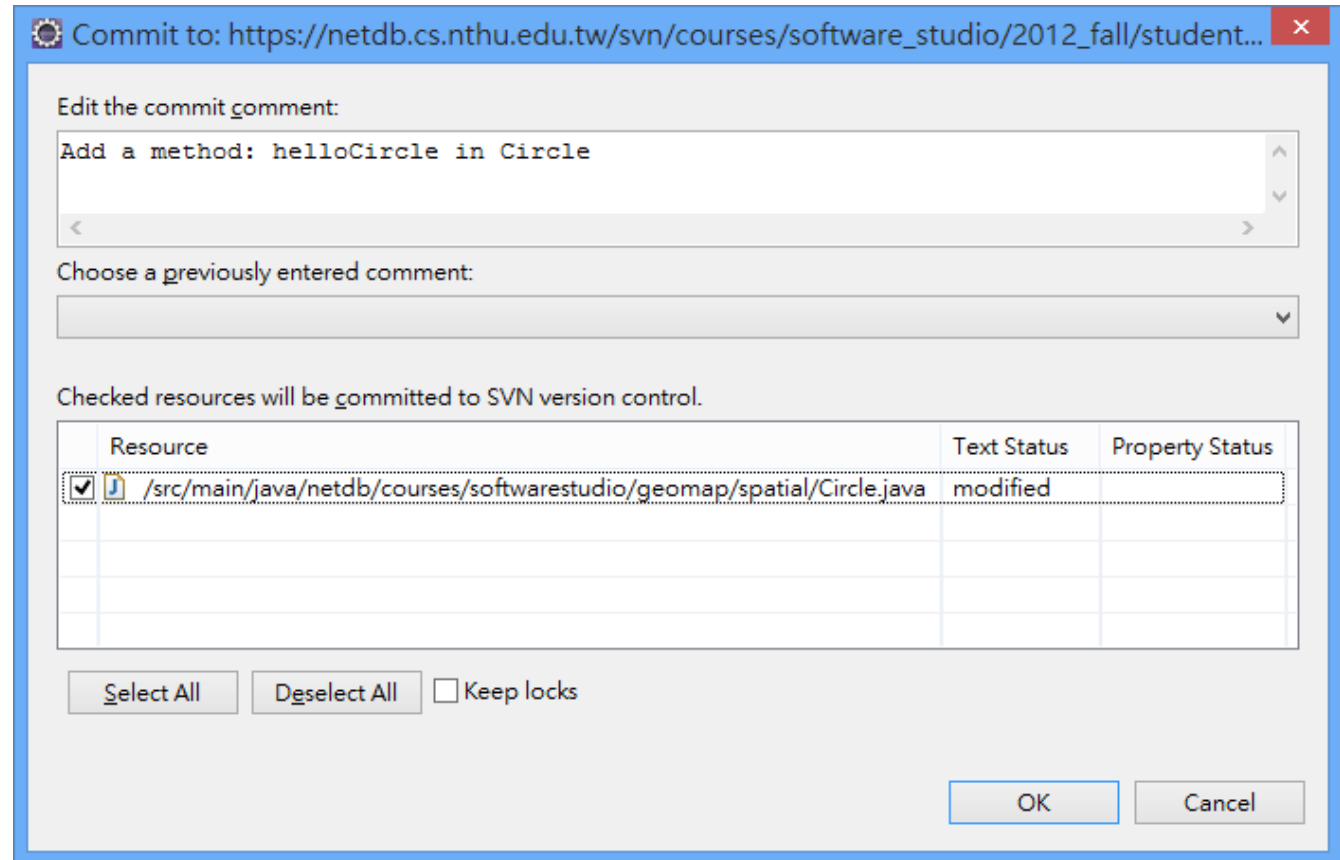 Commit to: https://netdb.cs.nthu.edu.tw/svn/courses/software_studio/2012_fall/student...
Edit the commit comment:
Add a method: helloCircle in Circle
Choose a previously entered comment:
Checked resources will be committed to SVN version control.
Resource Text Status Property Status
/src/main/java/netdb/courses/softwarestudio/geomap/spatial/Circle.java modified
Select All Deselect All Keep locks
OK Cancel